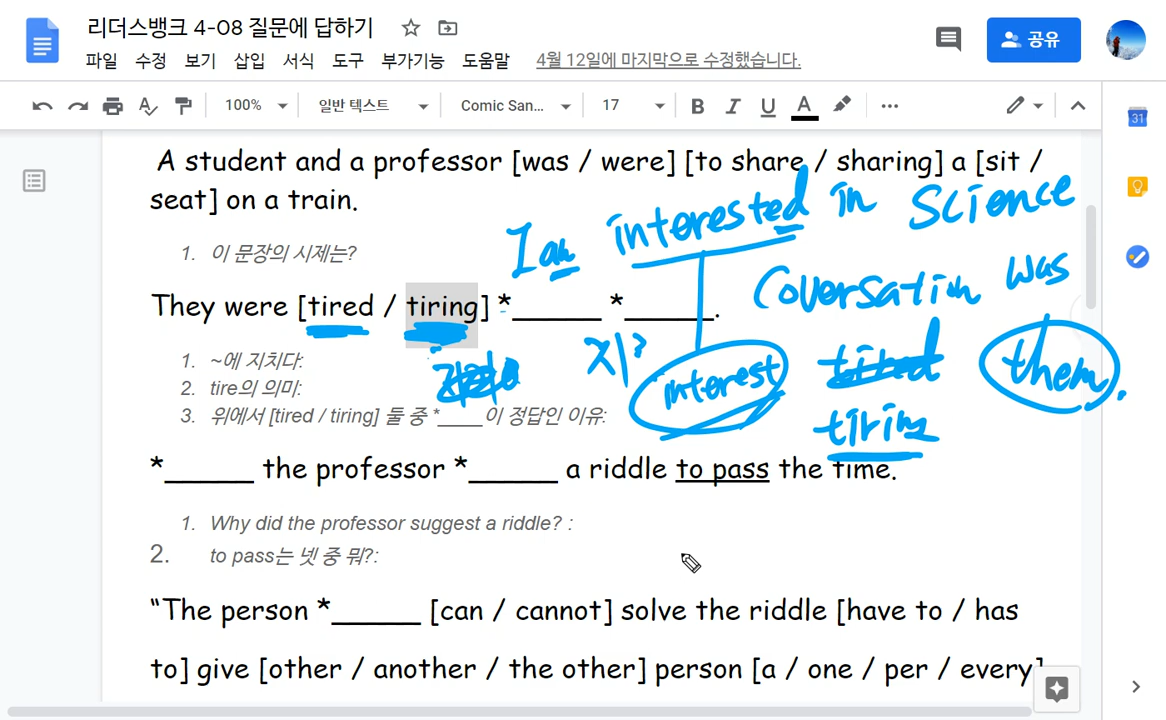 리더스뱅크 4-08 질문에 답하기
파일 수정 보기 삽입 서식 도구 부가기능 도움말 4월 12일에 마지막으로 수정했습니다.
공유
100% 일반 텍스트 Comic San... 17 B I U A
31
A student and a professor [was / were] [to share / sharing] a [sit /
seat] on a train.
I am interested in Science
1. 이 문장의 시제는?
Coversation was
They were [tired / tiring] *______ *______.
tired them.
interest
tiring
1. ~에 지치다:
2. tire의 의미:
3. 위에서 [tired / tiring] 둘 중 *_____이 정답인 이유:
*______ the professor *______ a riddle to pass the time.
1. Why did the professor suggest a riddle? :
2. to pass는 넷 중 뭐?:
“The person *______ [can / cannot] solve the riddle [have to / has
to] give [other / another / the other] person [a / one / per / every]